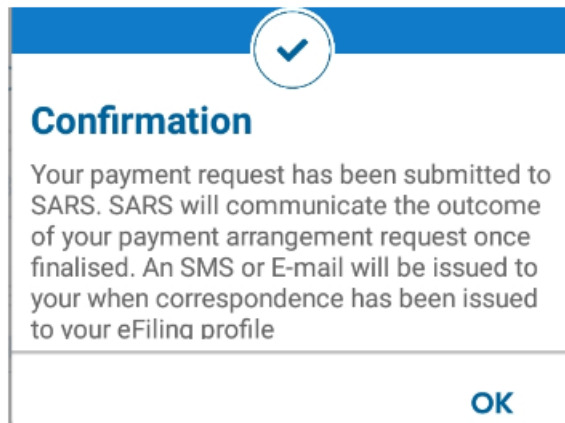 Confirmation
Your payment request has been submitted to
SARS. SARS will communicate the outcome
of your payment arrangement request once
finalised. An SMS or E-mail will be issued to
your when correspondence has been issued
to your eFiling profile
OK